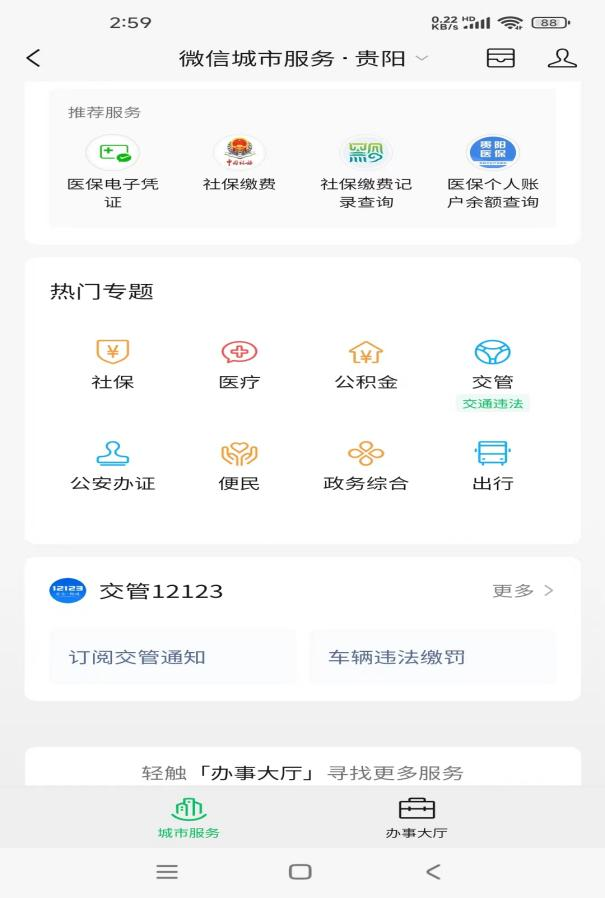 2:59
0.22 KB/s HD 88
微信城市服务 · 贵阳
推荐服务
医保电子凭证
社保缴费
社保缴费记录查询
贵阳医保
医保个人账户余额查询
热门专题
¥
社保
医疗
¥
公积金
交管
交通违法
公安办证
便民
政务综合
出行
12123
交管12123
更多
订阅交管通知
车辆违法缴罚
轻触「办事大厅」寻找更多服务
城市服务
办事大厅